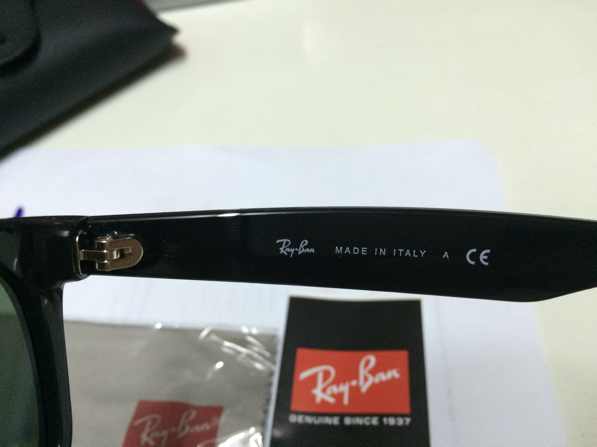 Ray-Ban MADE IN ITALY A CE
Ray-Ban
GENUINE SINCE 1937
Ray-Ban